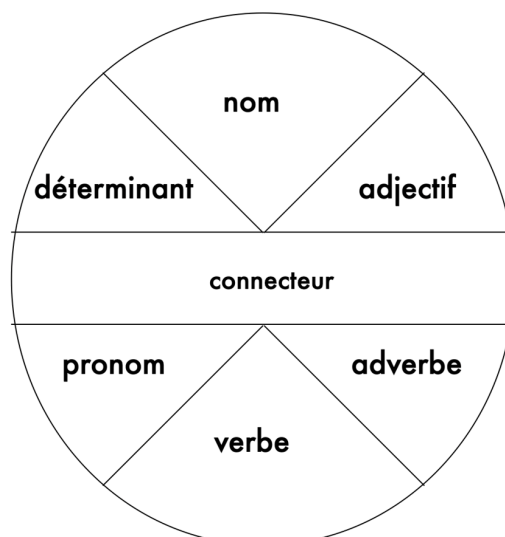 nom
déterminant
adjectif
connecteur
pronom
adverbe
verbe